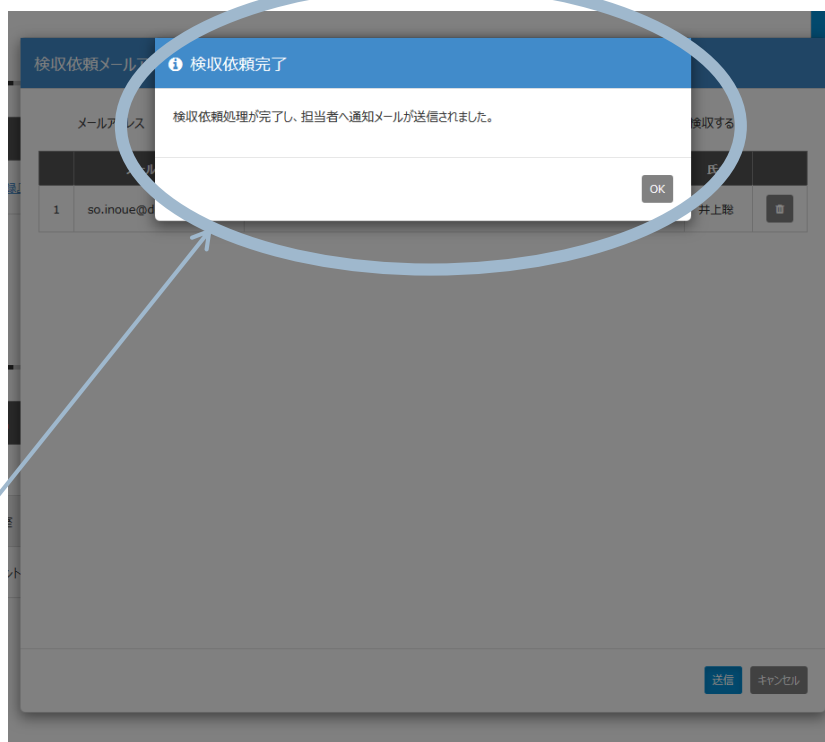 検収依頼メール
検収依頼完了
検収依頼処理が完了し、担当者へ通知メールが送信されました。
メールアドレス
検収する
OK
1 so.inoue@d 井上聡
送信 キャンセル